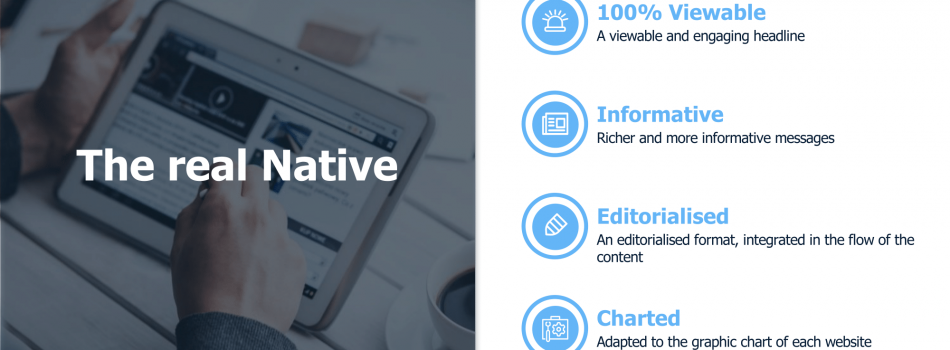 The real Native
100% Viewable
A viewable and engaging headline
Informative
Richer and more informative messages
Editorialised
An editorialised format, integrated in the flow of the
content
Charted
Adapted to the graphic chart of each website